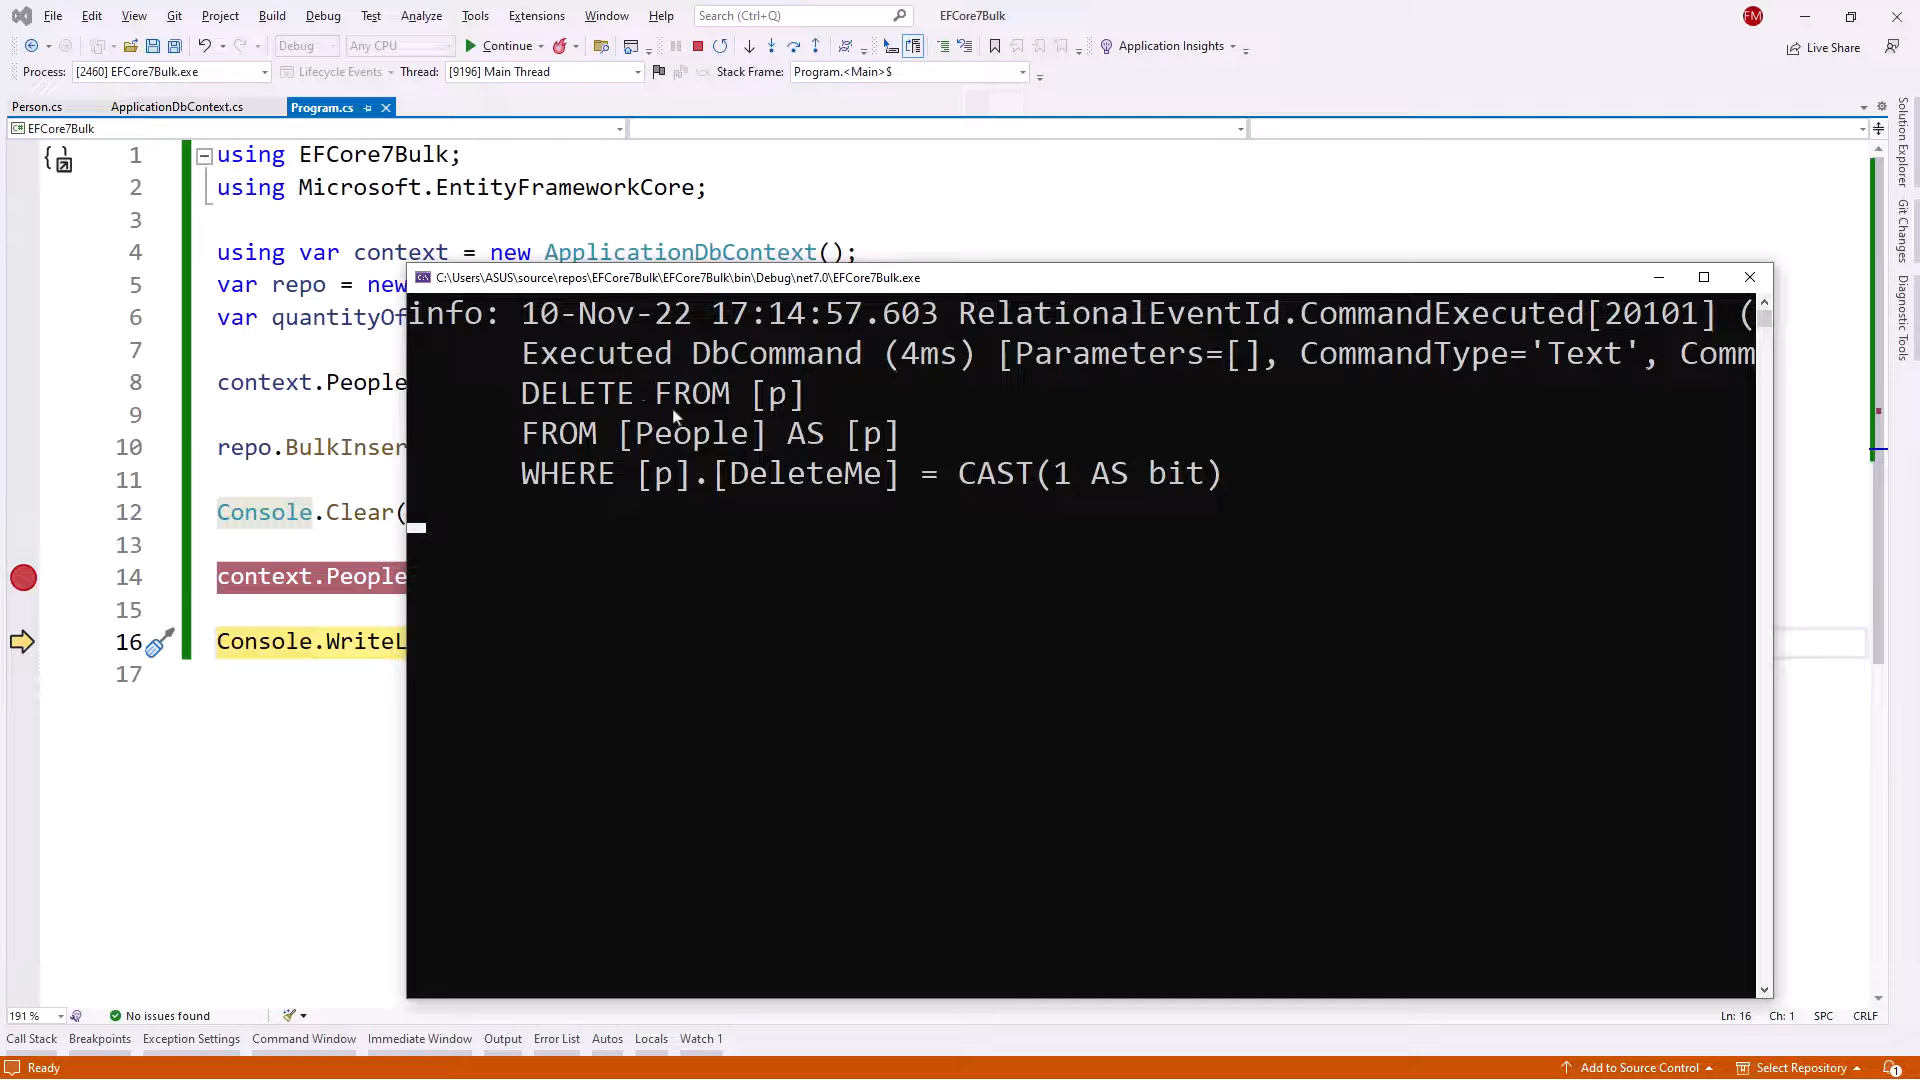 File Edit View Git Project Build Debug Test Analyze Tools Extensions Window Help Search (Ctrl+Q) EFCore7Bulk FM
Debug Any CPU Continue Application Insights Live Share
Process: [2460] EFCore7Bulk.exe Lifecycle Events Thread: [9196] Main Thread Stack Frame: Program.<Main>$
Person.cs ApplicationDbContext.cs Program.cs
C# EFCore7Bulk
1 using EFCore7Bulk;
2 using Microsoft.EntityFrameworkCore;
3
4 using var context = new ApplicationDbContext();
5 var repo = new
6 var quantityOf
7
8 context.People
9
10 repo.BulkInser
11
12 Console.Clear(
13
14 context.People
15
16 Console.WriteL
17
C:\Users\ASUS\source\repos\EFCore7Bulk\EFCore7Bulk\bin\Debug\net7.0\EFCore7Bulk.exe
info: 10-Nov-22 17:14:57.603 RelationalEventId.CommandExecuted[20101] (
Executed DbCommand (4ms) [Parameters=[], CommandType='Text', Comm
DELETE FROM [p]
FROM [People] AS [p]
WHERE [p].[DeleteMe] = CAST(1 AS bit)
Solution Explorer
Git Changes
Diagnostic Tools
191 % No issues found Ln: 16 Ch: 1 SPC CRLF
Call Stack Breakpoints Exception Settings Command Window Immediate Window Output Error List Autos Locals Watch 1
Ready Add to Source Control Select Repository 1